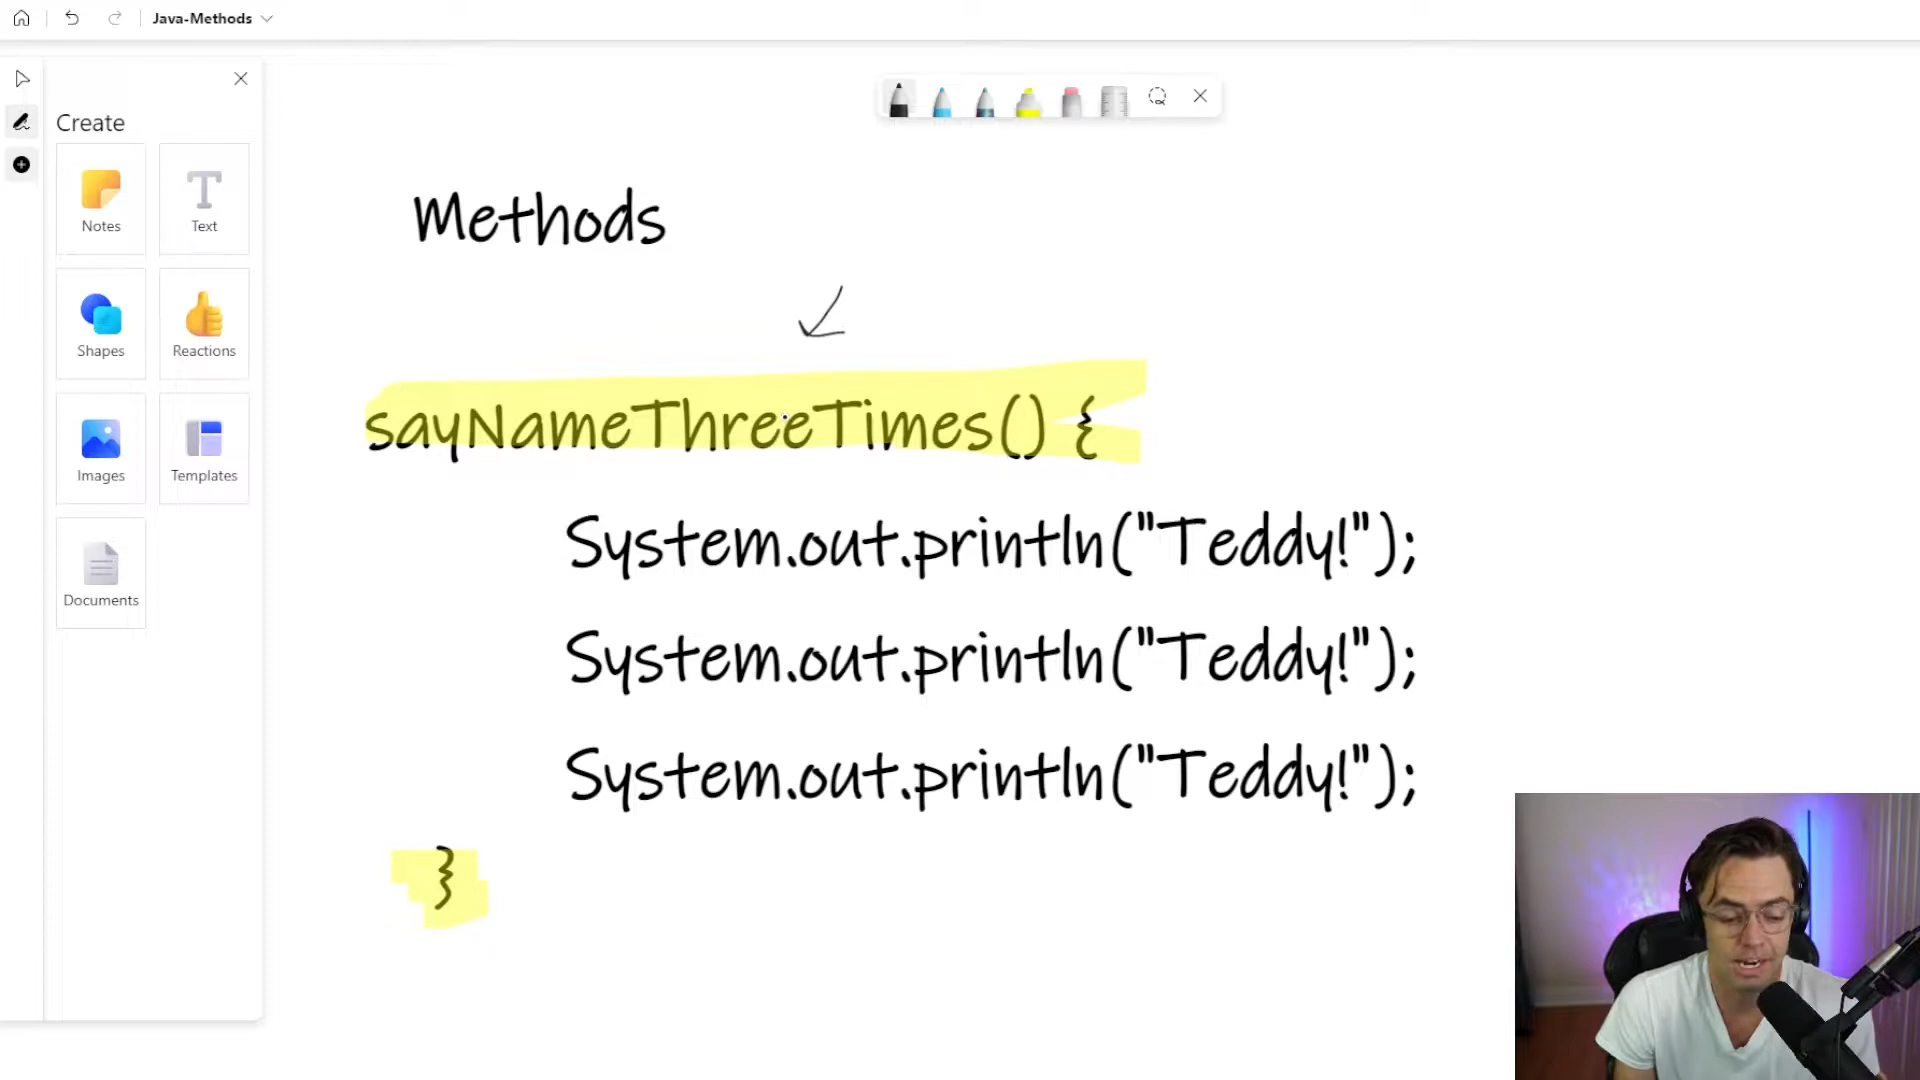 Java-Methods
Create
Notes
Text
Shapes
Reactions
Images
Templates
Documents
Methods
sayNameThreeTimes() {
System.out.println("Teddy!");
System.out.println("Teddy!");
System.out.println("Teddy!");
}